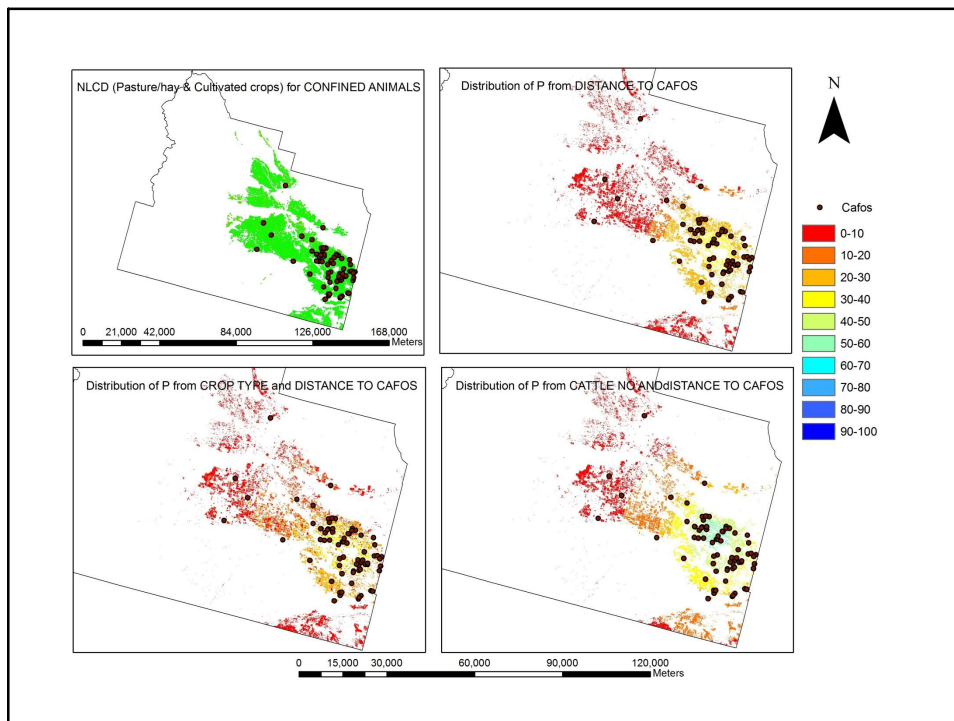 NLCD (Pasture/hay & Cultivated crops) for CONFINED ANIMALS
0 21,000 42,000 84,000 126,000 168,000
Meters
Distribution of P from DISTANCE TO CAFOS
N
Cafos
0-10
10-20
20-30
30-40
40-50
50-60
60-70
70-80
80-90
90-100
Distribution of P from CROP TYPE and DISTANCE TO CAFOS
Distribution of P from CATTLE NO ANDdISTANCE TO CAFOS
0 15,000 30,000 60,000 90,000 120,000
Meters